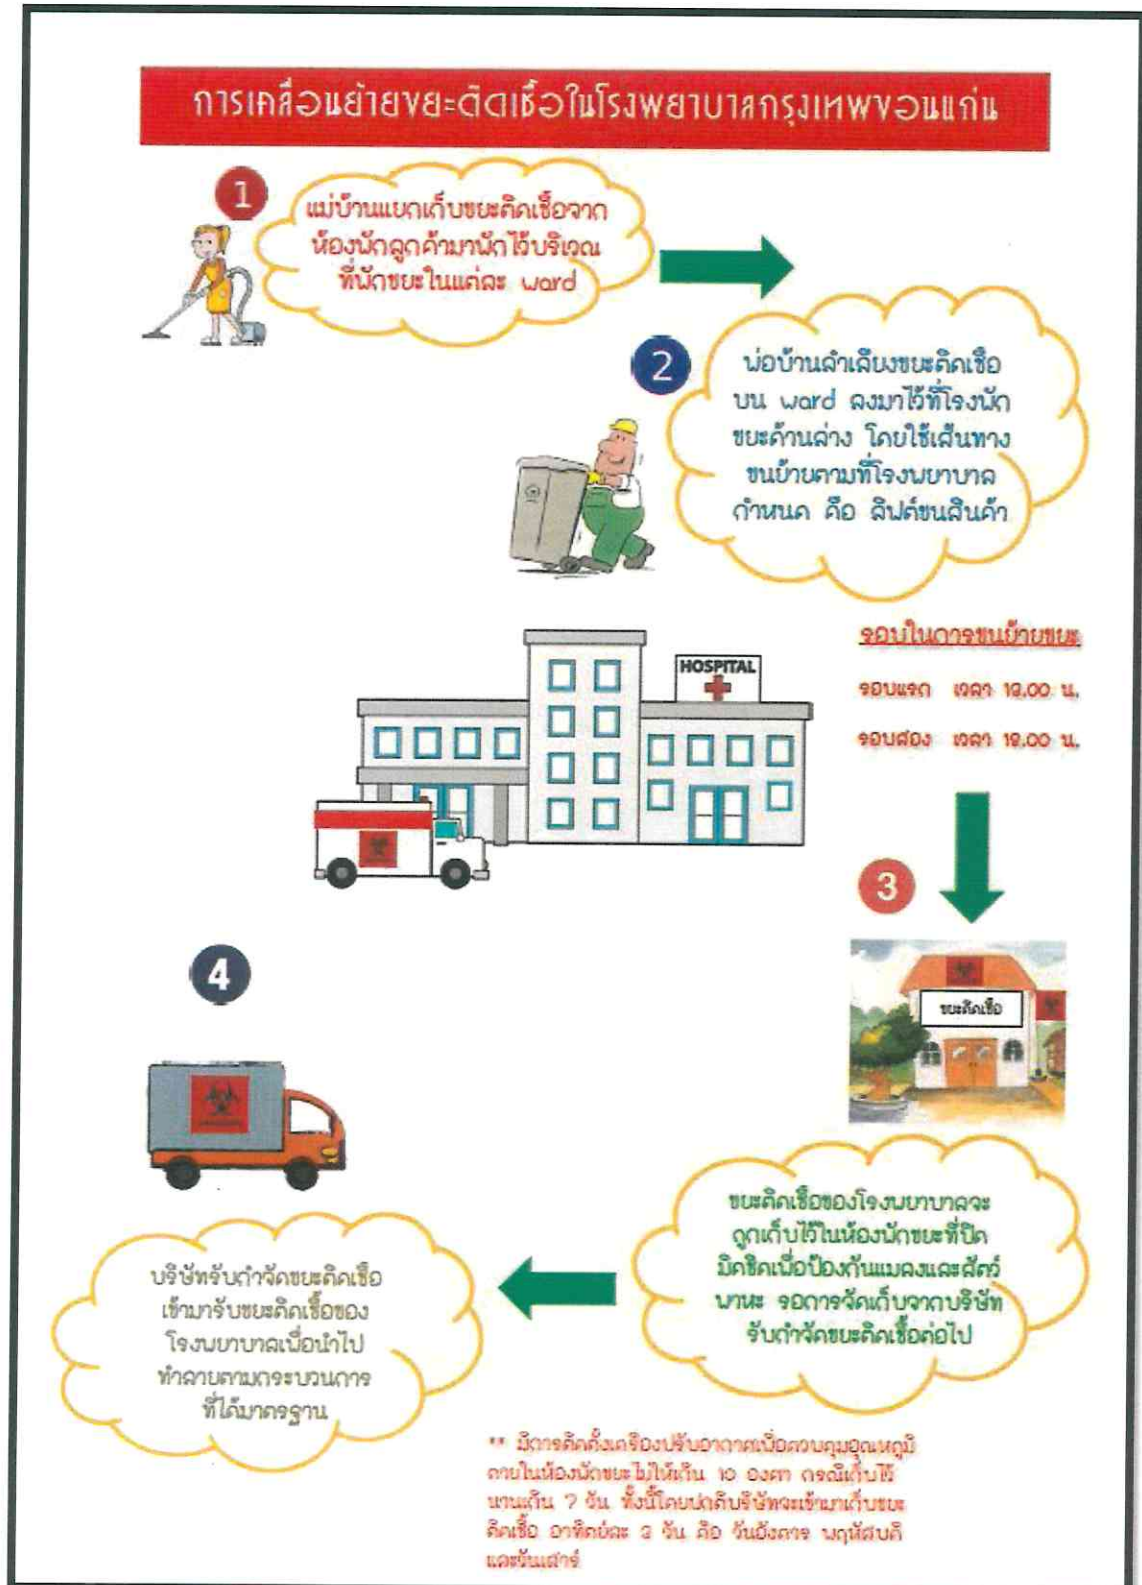 การเคลื่อนย้ายขยะติดเชื้อในโรงพยาบาลกรุงเทพขอนแก่น
1
แม่บ้านแยกเก็บขยะติดเชื้อจาก
ห้องพักลูกค้ามาพักไว้บริเวณ
ที่พักขยะในแต่ละ ward
2
พ่อบ้านลำเลียงขยะติดเชื้อ
บน ward ลงมาไว้ที่โรงพัก
ขยะด้านล่าง โดยใช้เส้นทาง
ขนย้ายตามที่โรงพยาบาล
กำหนด คือ ลิฟต์ขนสินค้า
HOSPITAL
รอบในการขนย้ายขยะ
รอบแรก เวลา
รอบสอง เวลา
3
ขยะติดเชื้อ
4
ขยะติดเชื้อของโรงพยาบาลจะ
ถูกเก็บไว้ในห้องพักขยะที่ปิด
มิดชิดเพื่อป้องกันแมลงและสัตว์
พาหะ รอการจัดเก็บจากบริษัท
รับกำจัดขยะติดเชื้อต่อไป
บริษัทรับกำจัดขยะติดเชื้อ
เข้ามารับขยะติดเชื้อของ
โรงพยาบาลเพื่อนำไป
ทำลายตามกระบวนการ
ที่ได้มาตรฐาน
** มีการติดตั้งเครื่องปรับอากาศเพื่อควบคุมอุณหภูมิ
ภายในห้องพักขยะไม่ให้เกิน 10 องศา กรณีเก็บไว้
นานเกิน 7 วัน ทั้งนี้โดยปกติบริษัทจะเข้ามาเก็บขยะ
ติดเชื้อ อาทิตย์ละ 3 วัน คือ วันอังคาร พฤหัสบดี
และวันเสาร์